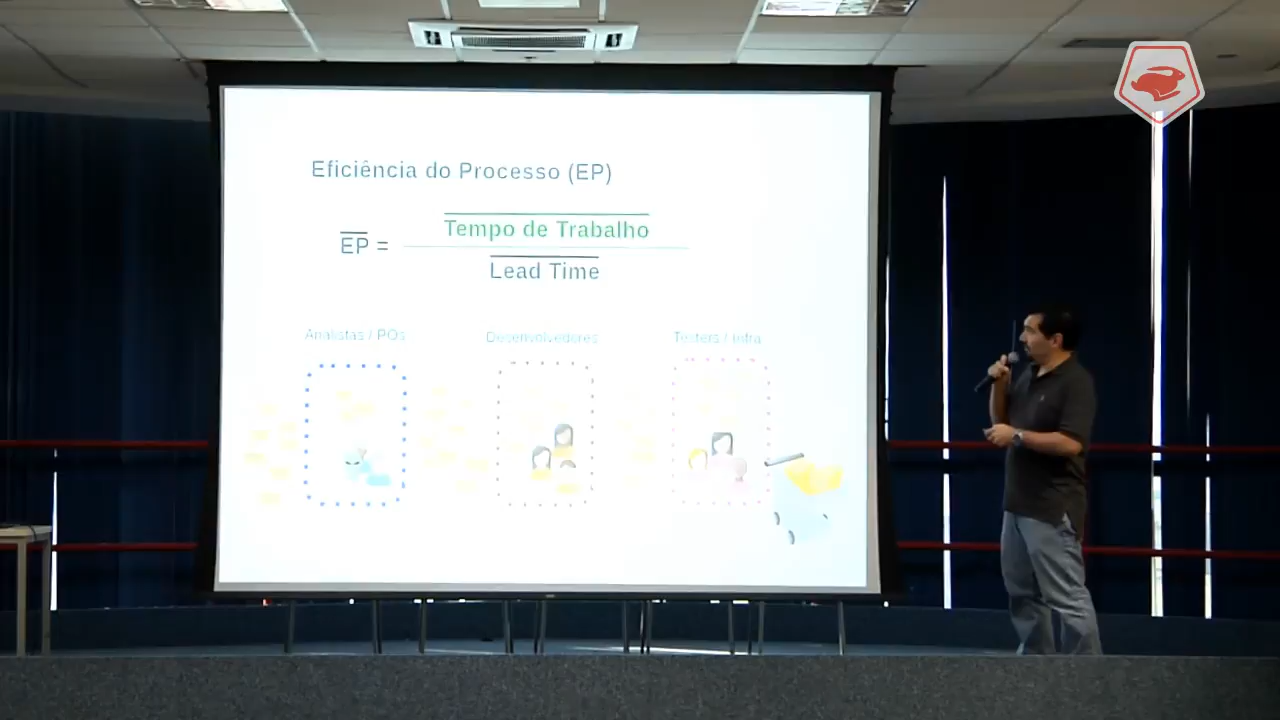 Eficiência do Processo (EP)
EP =
Tempo de Trabalho
Lead Time
Analistas / POs
Desenvolvedores
Testers / Infra